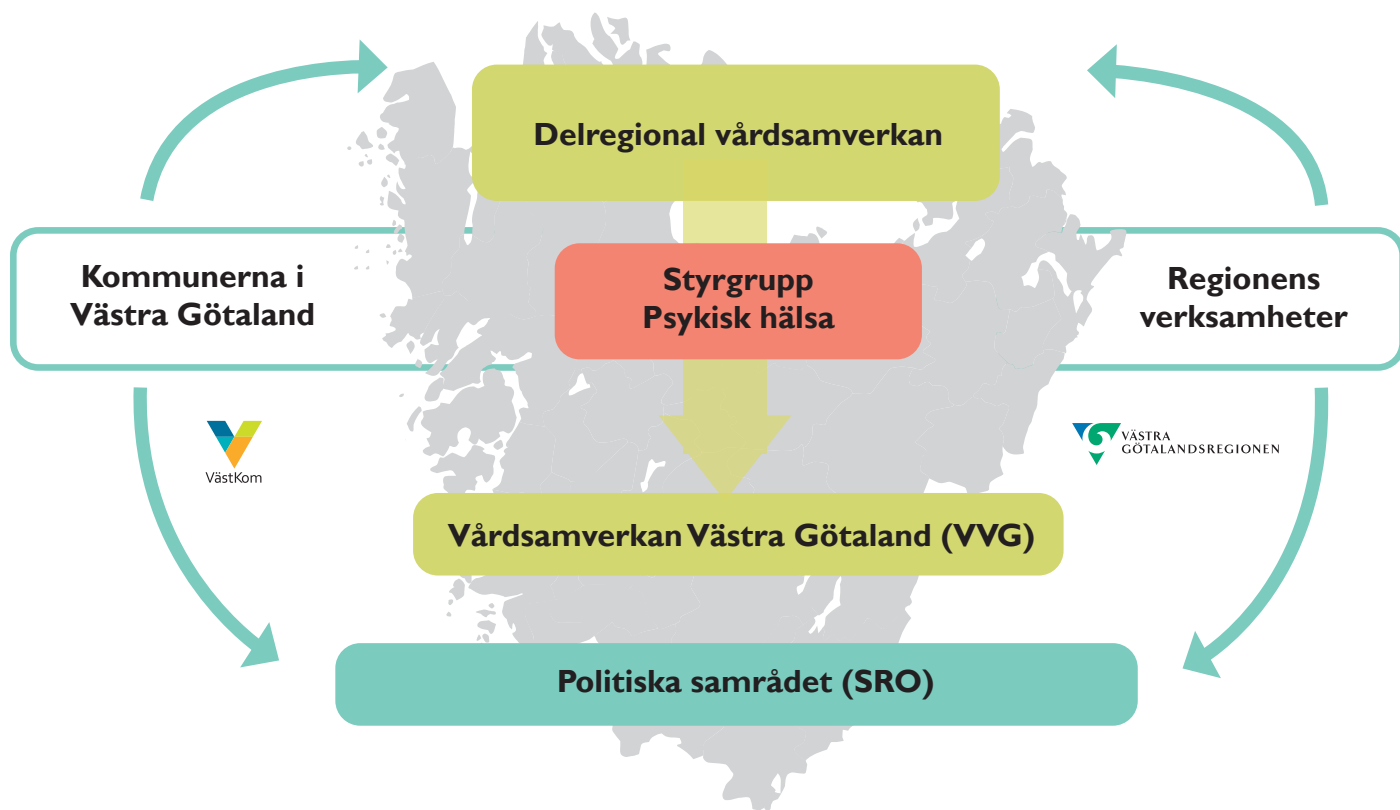 Delregional vårdsamverkan
Kommunerna i
Västra Götaland
Styrgrupp
Psykisk hälsa
Regionens
verksamheter
VästKom
VÄSTRA
GÖTALANDSREGIONEN
Vårdsamverkan Västra Götaland (VVG)
Politiska samrådet (SRO)